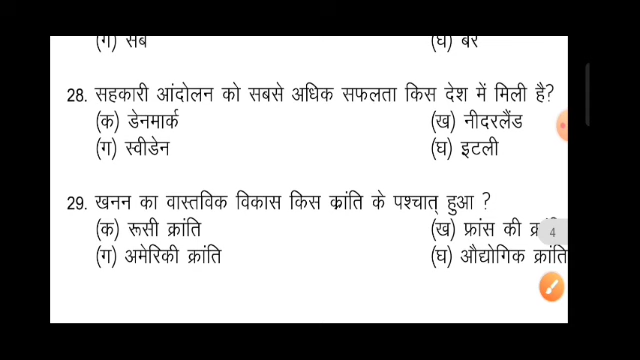 (ग) सेब (घ) बेर
28. सहकारी आंदोलन को सबसे अधिक सफलता किस देश में मिली है?
(क) डेनमार्क (ख) नीदरलैंड
(ग) स्वीडेन (घ) इटली
29. खनन का वास्तविक विकास किस क्रांति के पश्चात् हुआ ?
(क) रूसी क्रांति (ख) फ्रांस की
4
(ग) अमेरिकी क्रांति (घ) औद्योगिक क्रांति